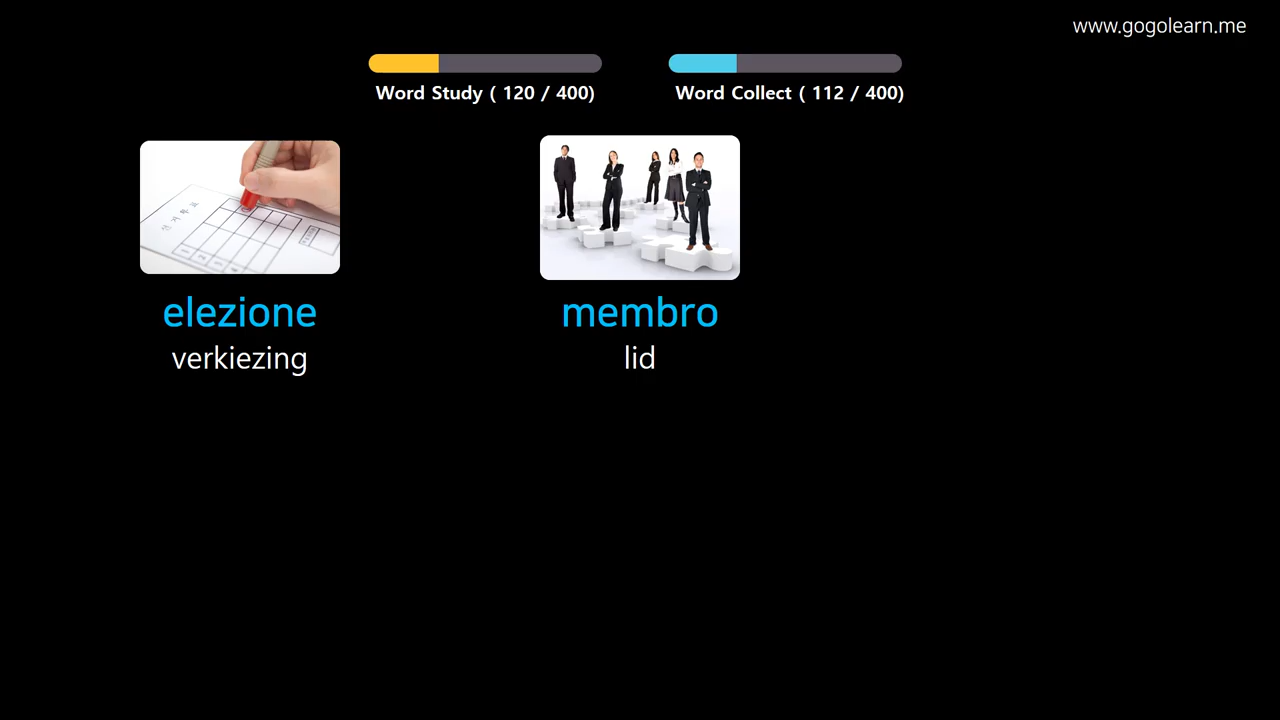 www.gogolearn.me
Word Study ( 120 / 400)
Word Collect ( 112 / 400)
elezione
verkiezing
membro
lid